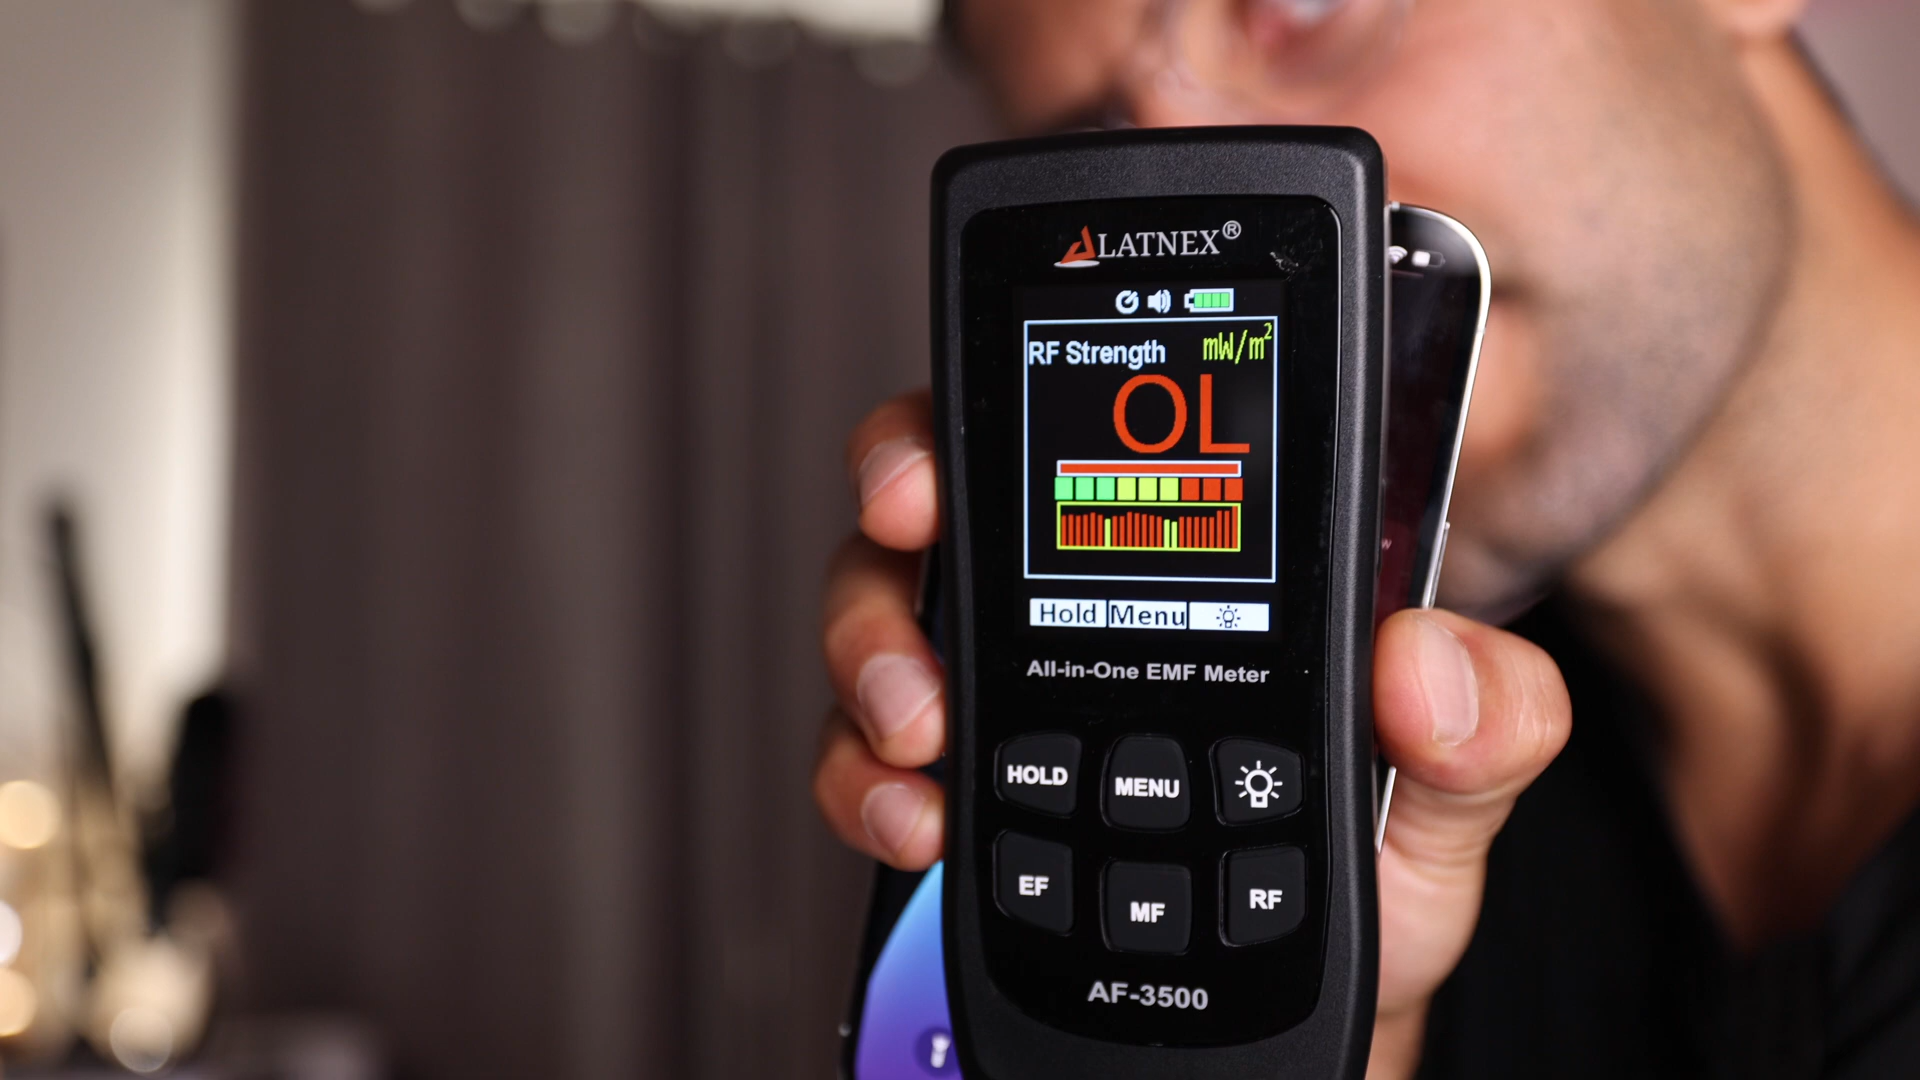 LATNEX®
RF Strength mW/m²
OL
Hold Menu
All-in-One EMF Meter
HOLD MENU
EF MF RF
AF-3500